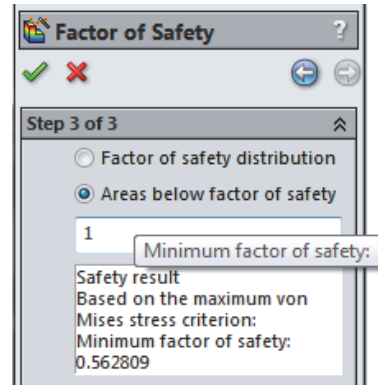 Factor of Safety ?
Step 3 of 3
Factor of safety distribution
Areas below factor of safety
1
Minimum factor of safety:
Safety result
Based on the maximum von
Mises stress criterion:
Minimum factor of safety:
0.562809